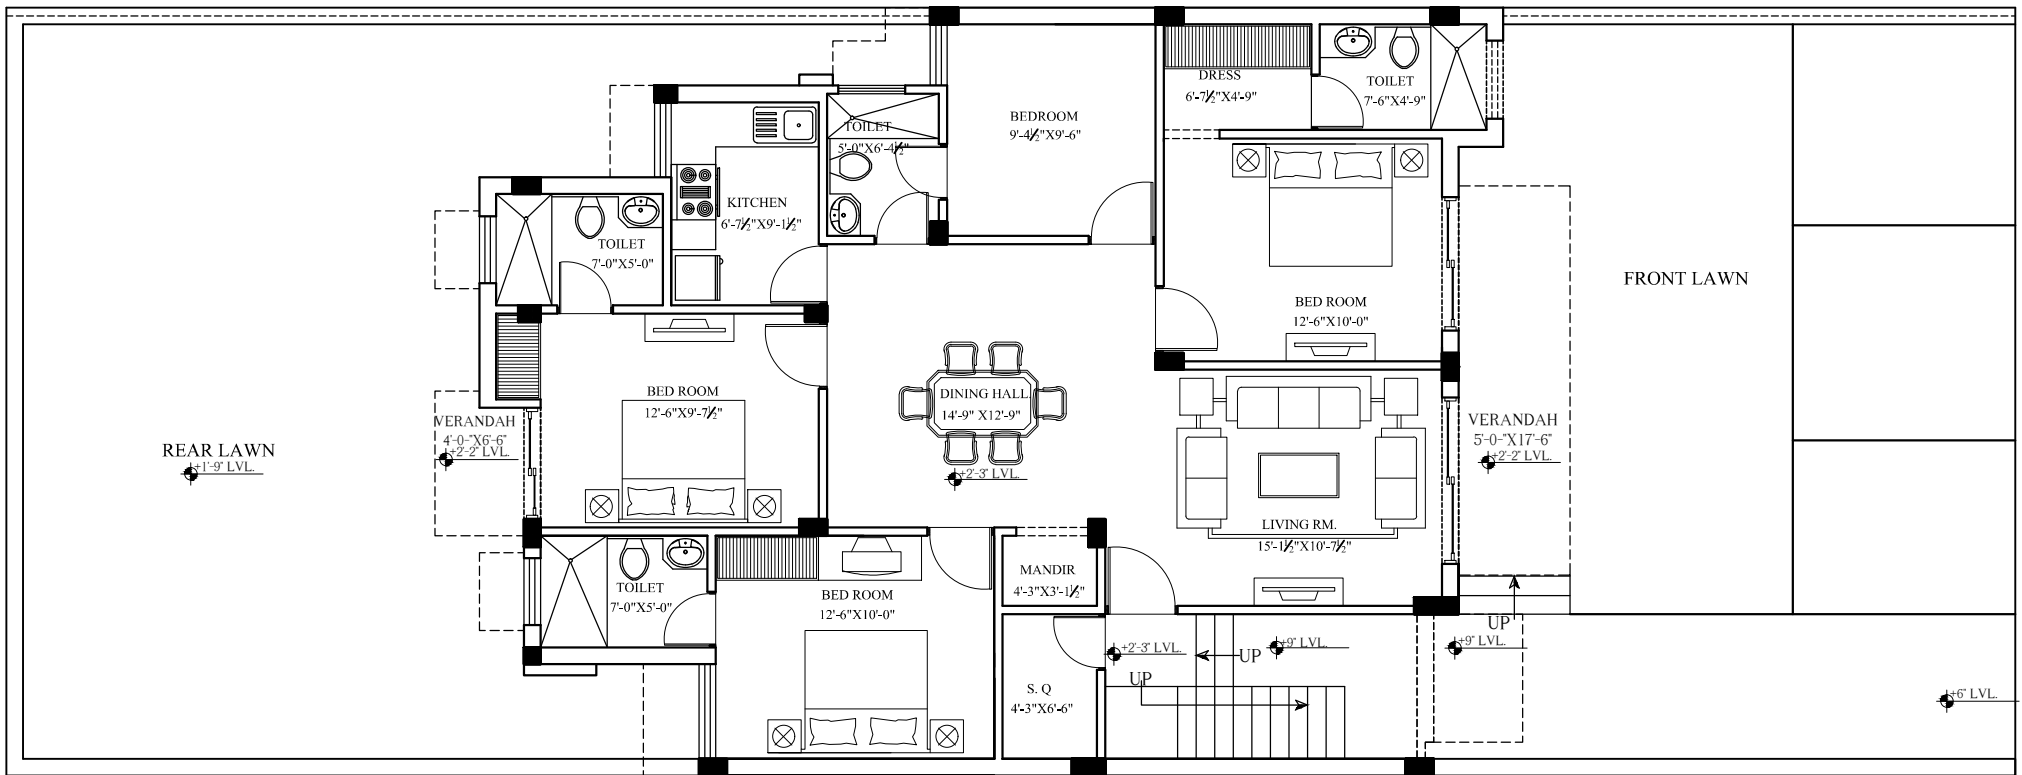 DRESS
6'-7½"X4'-9"
TOILET
7'-6"X4'-9"
BEDROOM
9'-4½"X9'-6"
TOILET
5'-0"X6'-4½"
KITCHEN
6'-7½"X9'-1½"
TOILET
7'-0"X5'-0"
BED ROOM
12'-6"X10'-0"
FRONT LAWN
BED ROOM
12'-6"X9'-7½"
DINING HALL.
14'-9" X12'-9"
+2'-3" LVL.
VERANDAH
4'-0-"X6'-6"
+2'-2" LVL.
REAR LAWN
+1'-9" LVL.
VERANDAH
5'-0-"X17'-6"
+2'-2" LVL.
LIVING RM.
15'-1½"X10'-7½"
MANDIR
4'-3"X3'-1½"
TOILET
7'-0"X5'-0"
BED ROOM
12'-6"X10'-0"
UP
+2'-3" LVL.
UP
+9" LVL.
+9" LVL.
UP
S. Q
4'-3"X6'-6"
+6" LVL.